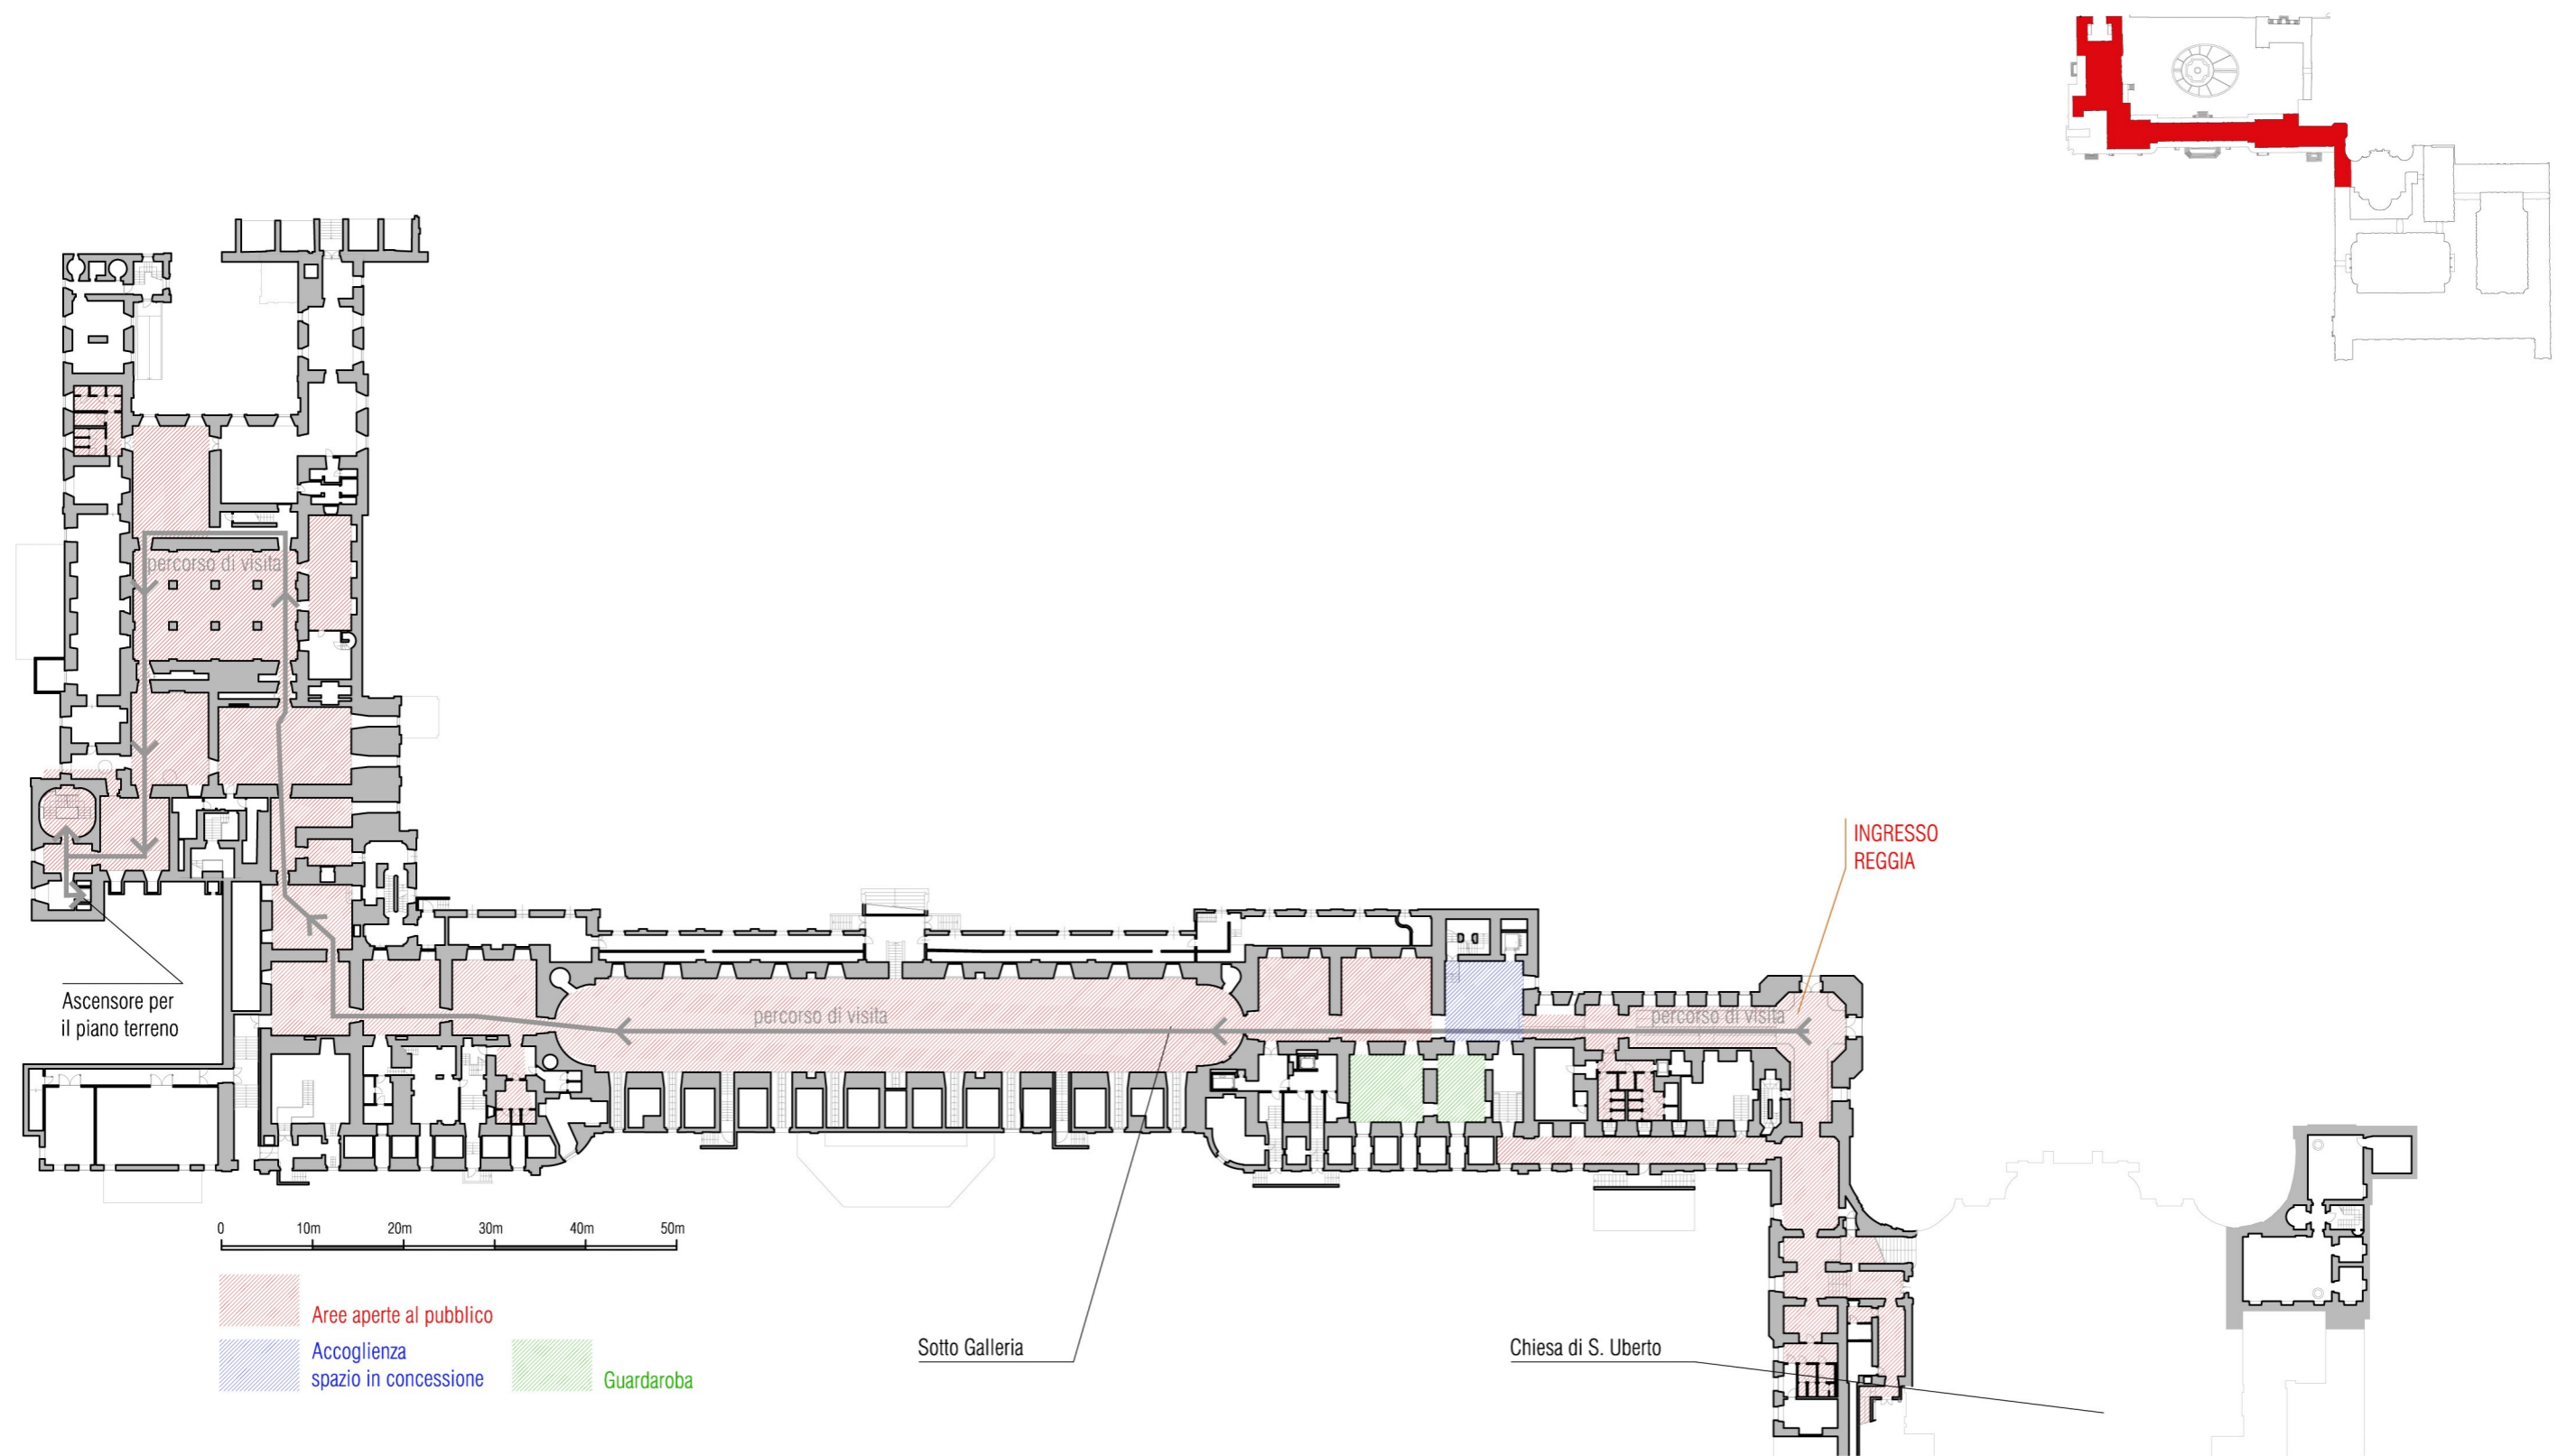 percorso di visita
INGRESSO
REGGIA
Ascensore per
il piano terreno
percorso di visita
percorso di visita
0 10m 20m 30m 40m 50m
Aree aperte al pubblico
Accoglienza
spazio in concessione
Guardaroba
Sotto Galleria
Chiesa di S. Uberto